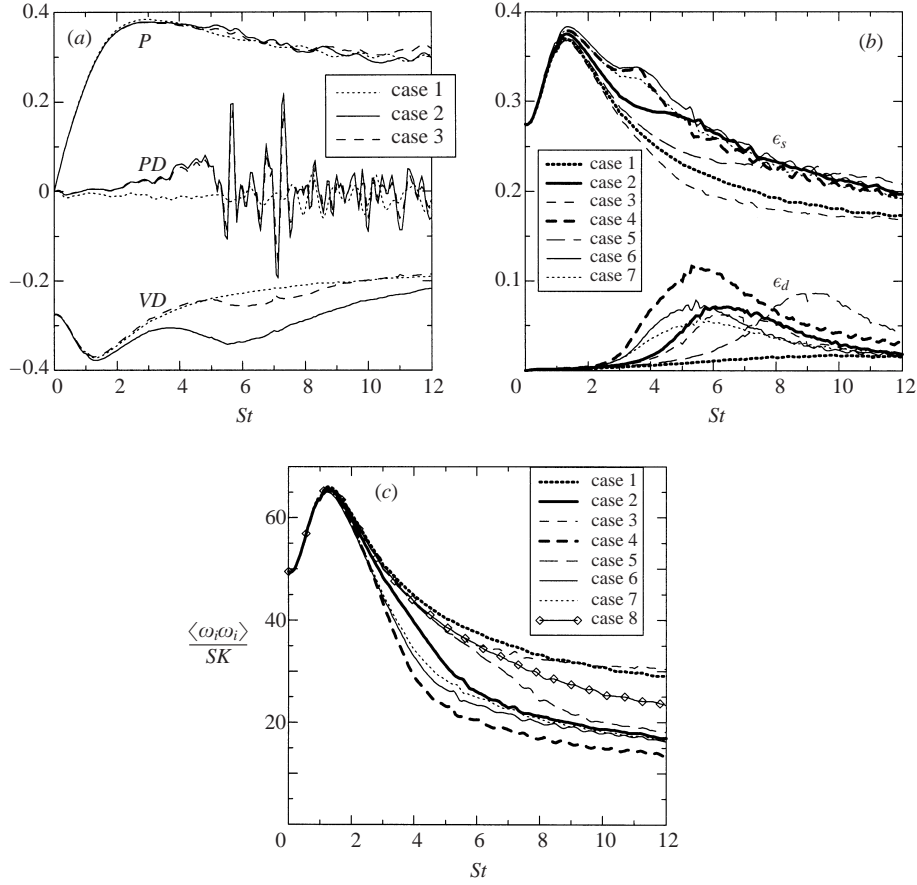 (a)
0.4
0.2
0
–0.2
–0.4
P
PD
VD
case 1
case 2
case 3
0 2 4 6 8 10 12
St
(b)
0.4
0.3
0.2
0.1
ϵs
ϵd
case 1
case 2
case 3
case 4
case 5
case 6
case 7
0 2 4 6 8 10 12
St
(c)
60
40
20
⟨ωiωi⟩
SK
case 1
case 2
case 3
case 4
case 5
case 6
case 7
case 8
0 2 4 6 8 10 12
St